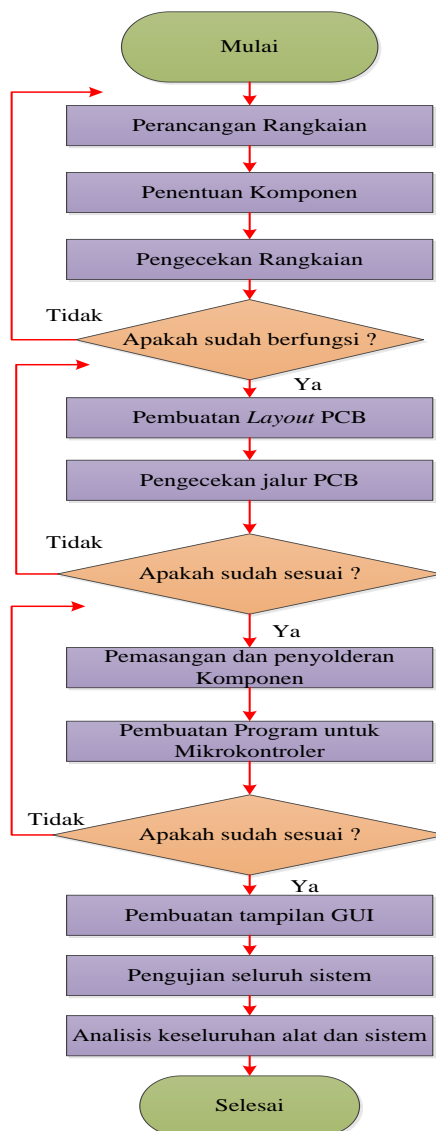 Mulai
Perancangan Rangkaian
Penentuan Komponen
Pengecekan Rangkaian
Tidak
Apakah sudah berfungsi ?
Ya
Pembuatan Layout PCB
Pengecekan jalur PCB
Tidak
Apakah sudah sesuai ?
Ya
Pemasangan dan penyolderan
Komponen
Pembuatan Program untuk
Mikrokontroler
Tidak
Apakah sudah sesuai ?
Ya
Pembuatan tampilan GUI
Pengujian seluruh sistem
Analisis keseluruhan alat dan sistem
Selesai